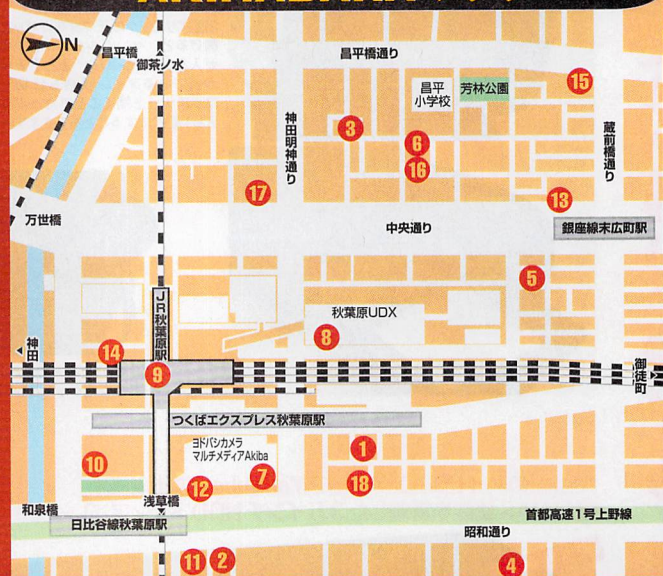 N
昌平橋
御茶ノ水
昌平橋通り
昌平
小学校
芳林公園
15
神田明神通り
蔵前橋通り
3
6
16
17
13
万世橋
中央通り
銀座線末広町駅
5
JR秋葉原駅
秋葉原UDX
8
神田
14
9
御徒町
つくばエクスプレス秋葉原駅
ヨドバシカメラ
マルチメディアAkiba
1
10
7
18
12
和泉橋
浅草橋
日比谷線秋葉原駅
首都高速1号上野線
昭和通り
11
2
4